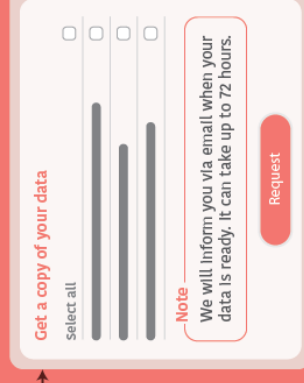 Get a copy of your data
select all
Note
We will inform you via email when your
data is ready. It can take up to 72 hours.
Request